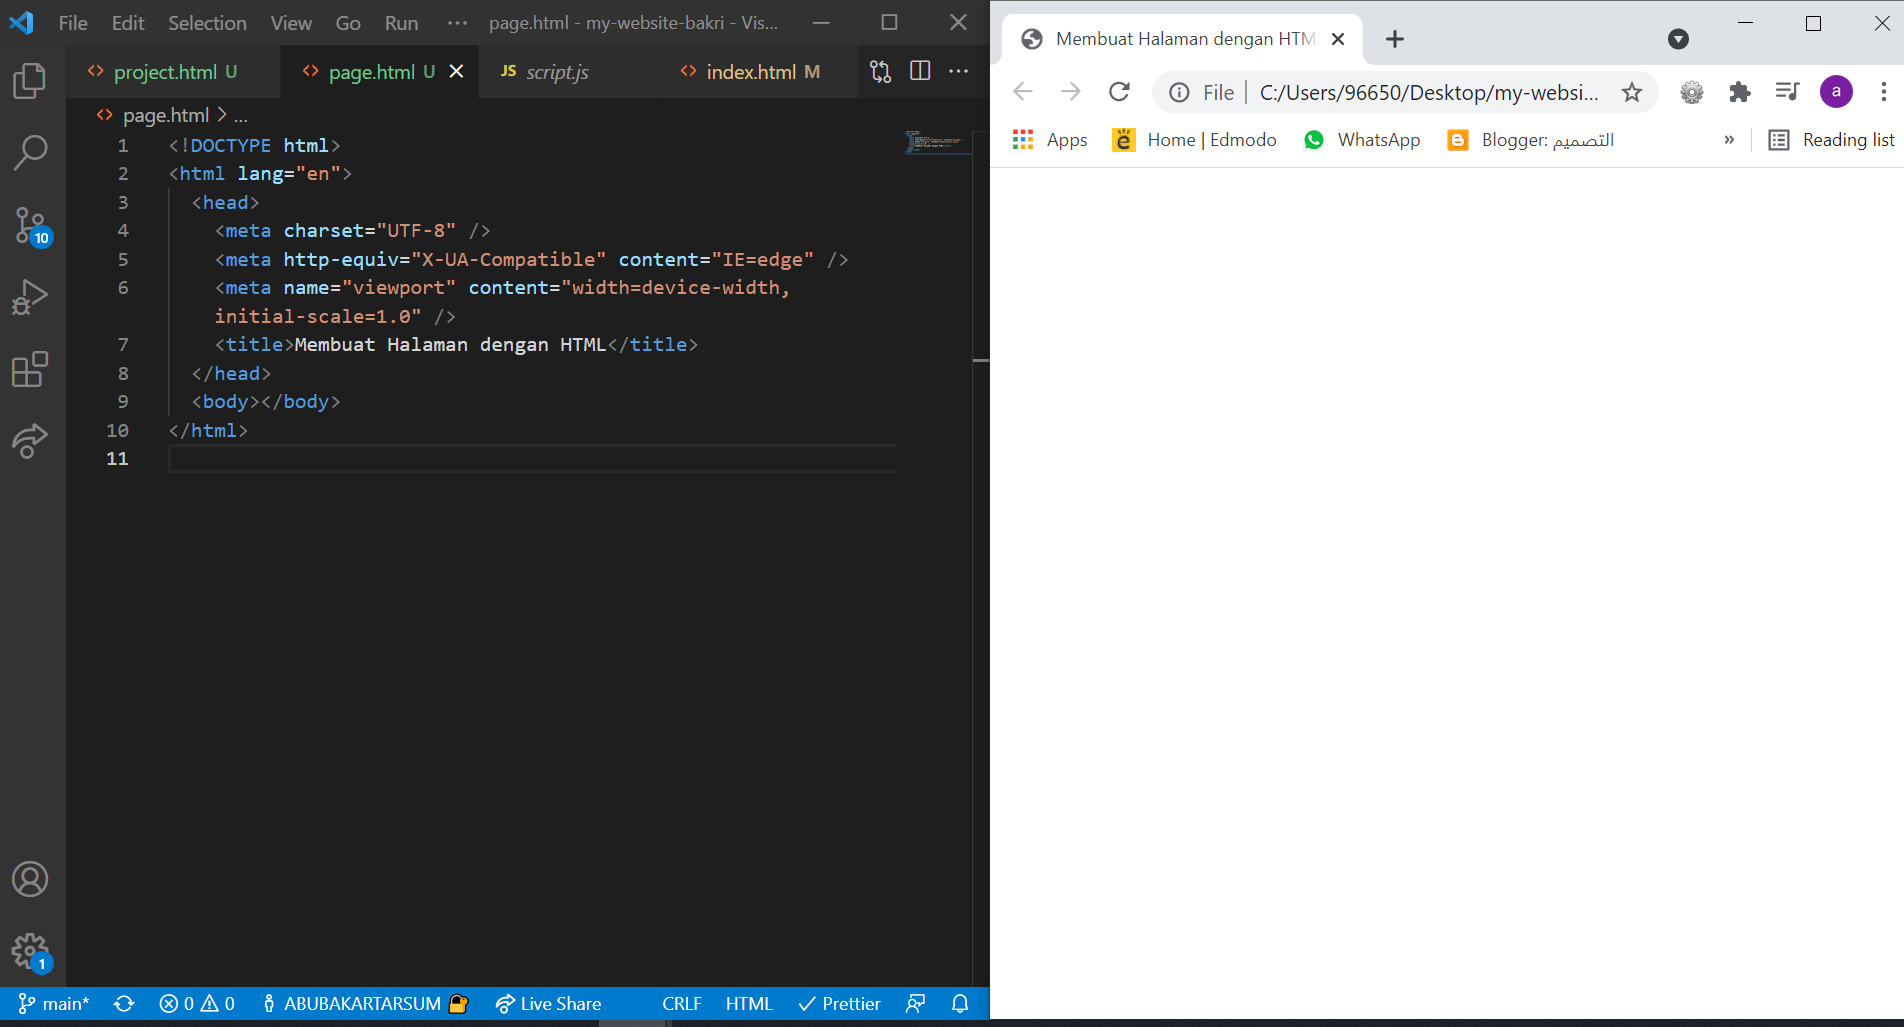 File Edit Selection View Go Run ··· page.html - my-website-bakri - Vis...
project.html U page.html U JS script.js index.html M ···
page.html > ...
1 <!DOCTYPE html>
2 <html lang="en">
3 <head>
4 <meta charset="UTF-8" />
5 <meta http-equiv="X-UA-Compatible" content="IE=edge" />
6 <meta name="viewport" content="width=device-width,
initial-scale=1.0" />
7 <title>Membuat Halaman dengan HTML</title>
8 </head>
9 <body></body>
10 </html>
11
10
1
main* 0 0 ABUBAKARTARSUM Live Share CRLF HTML Prettier
Membuat Halaman dengan HTM
File | C:/Users/96650/Desktop/my-websi... a
Apps Home | Edmodo WhatsApp Blogger: التصميم » Reading list